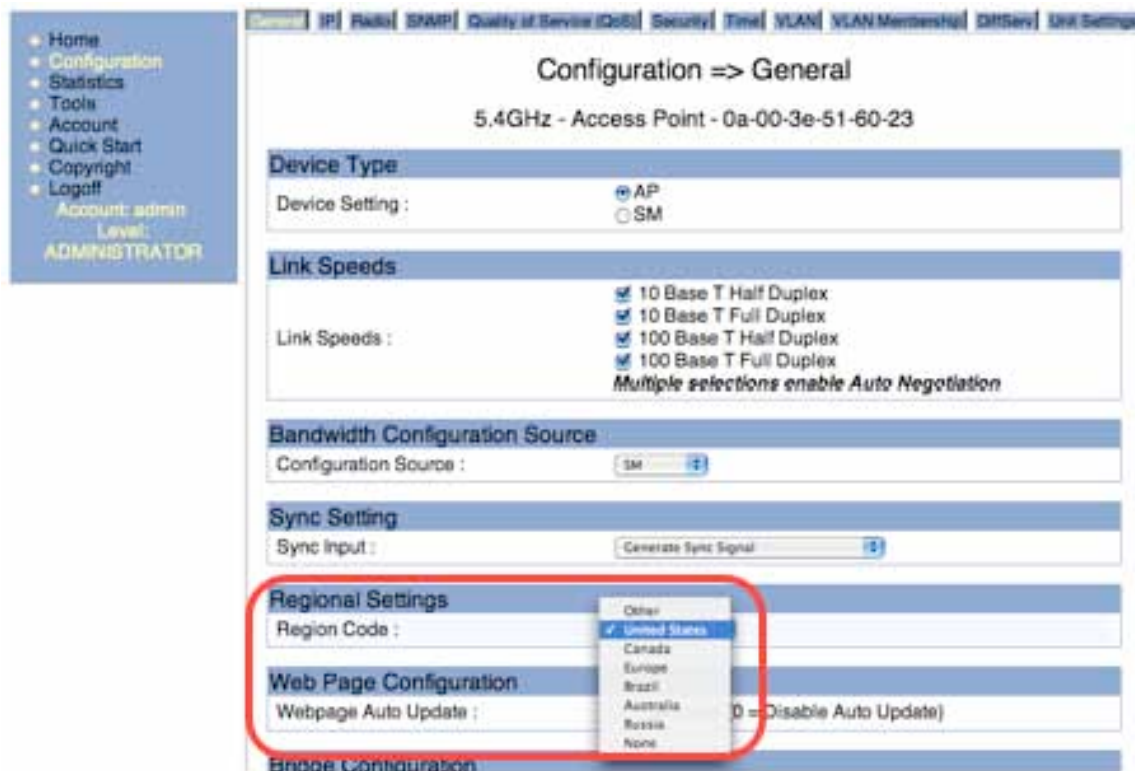 Home
Configuration
Statistics
Tools
Account
Quick Start
Copyright
Logoff
Account: admin
Level:
ADMINISTRATOR
General IP Radio SNMP Quality of Service (QoS) Security Time VLAN VLAN Membership DiffServ Unit Settings
Configuration => General
5.4GHz - Access Point - 0a-00-3e-51-60-23
Device Type
Device Setting :
AP
SM
Link Speeds
Link Speeds :
10 Base T Half Duplex
10 Base T Full Duplex
100 Base T Half Duplex
100 Base T Full Duplex
Multiple selections enable Auto Negotiation
Bandwidth Configuration Source
Configuration Source : SM
Sync Setting
Sync Input : Generate Sync Signal
Regional Settings
Region Code :
Other
✓ United States
Canada
Europe
Brazil
Australia
Russia
None
Web Page Configuration
Webpage Auto Update : 0 = Disable Auto Update)
Bridge Configuration